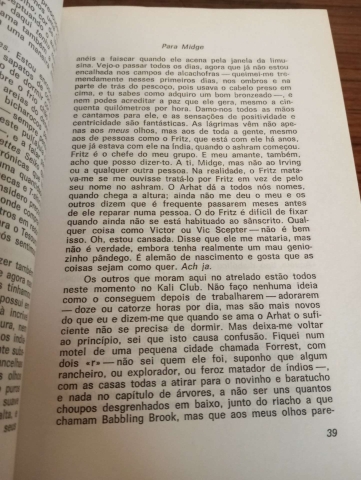 Para Midge
anéis a faiscar quando ele acena pela janela da limu-
sina. Vejo-o passar todos os dias, agora que já não estou
encalhada nos campos de alcachofras — queimei-me tre-
mendamente nesses primeiros dias, nos ombros e na
parte de trás do pescoço, pois usava o cabelo preso em
cima, e tu sabes como adquiro um bom bronzeado —, e
nem podes acreditar a paz que ele gera, mesmo a cin-
quenta quilómetros por hora. Damo-nos todos as mãos
e cantamos para ele, e as sensações de positividade e
centricidade são fantásticas. As lágrimas vêm não ape-
nas aos meus olhos, mas aos de toda a gente, mesmo
aos de pessoas como o Fritz, que está com ele há anos,
que já estava com ele na Índia, quando o ashram começou.
Fritz é o chefe do meu grupo. E meu amante, também,
acho que posso dizer-to. A ti, Midge, mas não ao Irving
ou a qualquer outra pessoa. Na realidade, o Fritz mata-
va-me se me ouvisse tratá-lo por Fritz em vez de pelo
seu nome no ashram. O Arhat dá a todos nós nomes,
quando chega a altura; ainda não me deu o meu e os
outros dizem que é frequente passarem meses antes
de ele reparar numa pessoa. O do Fritz é difícil de fixar
quando ainda não se está habituado ao sânscrito. Qual-
quer coisa como Victor ou Vic Scepter — não é bem
isso. Oh, estou cansada. Disse que ele me mataria, mas
não é verdade, embora tenha realmente um mau genio-
zinho pândego. É alemão de nascimento e gosta que as
coisas sejam como quer. Ach ja.
Os outros que moram aqui no atrelado estão todos
neste momento no Kali Club. Não faço nenhuma ideia
como o conseguem depois de trabalharem — adorarem
— doze ou catorze horas por dia, mas são mais novos
do que eu e dizem-me que quando se ama o Arhat o sufi-
ciente não se precisa de dormir. Mas deixa-me voltar
ao princípio, sei que isto causa confusão. Fiquei num
motel de uma pequena cidade chamada Forrest, com
dois «r» — não sei quem ele foi, suponho que algum
rancheiro, ou explorador, ou feroz matador de índios —,
com as casas todas a atirar para o novinho e baratucho
e nada no capítulo de árvores, a não ser uns quantos
choupos desgrenhados em baixo, junto do riacho a que
chamam Babbling Brook, mas que aos meus olhos pare-
39